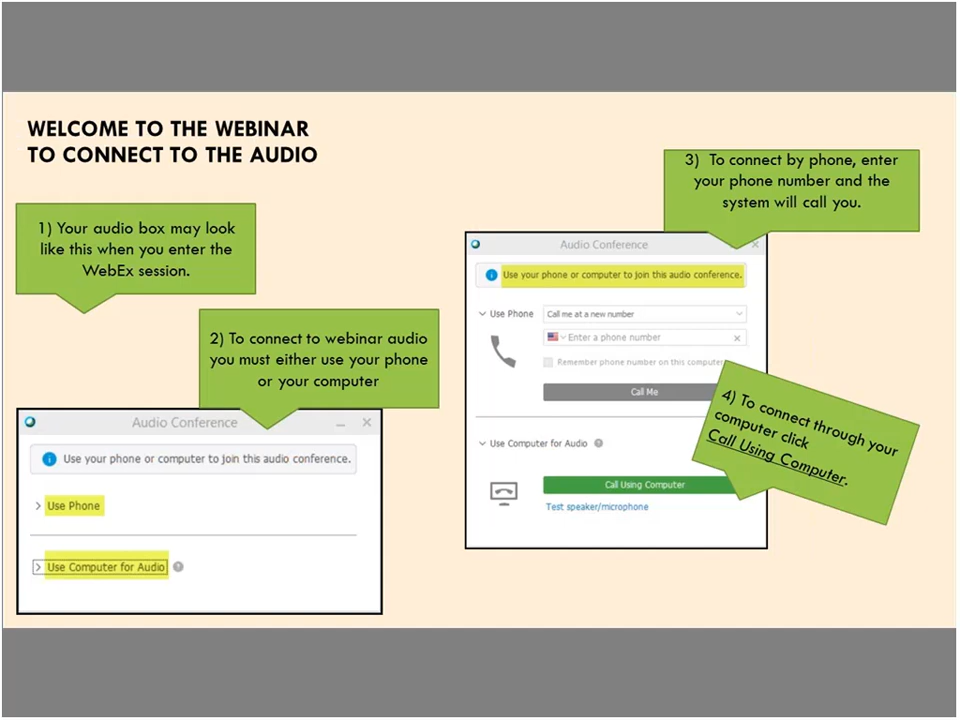 WELCOME TO THE WEBINAR
TO CONNECT TO THE AUDIO
1) Your audio box may look
like this when you enter the
WebEx session.
2) To connect to webinar audio
you must either use your phone
or your computer
Audio Conference
Use your phone or computer to join this audio conference.
Use Phone
Use Computer for Audio
3) To connect by phone, enter
your phone number and the
system will call you.
Audio Conference
Use your phone or computer to join this audio conference.
Use Phone
Call me at a new number
Enter a phone number
Remember phone number on this computer
Call Me
Use Computer for Audio
Call Using Computer
Test speaker/microphone
4) To connect through your
computer click
Call Using Computer.